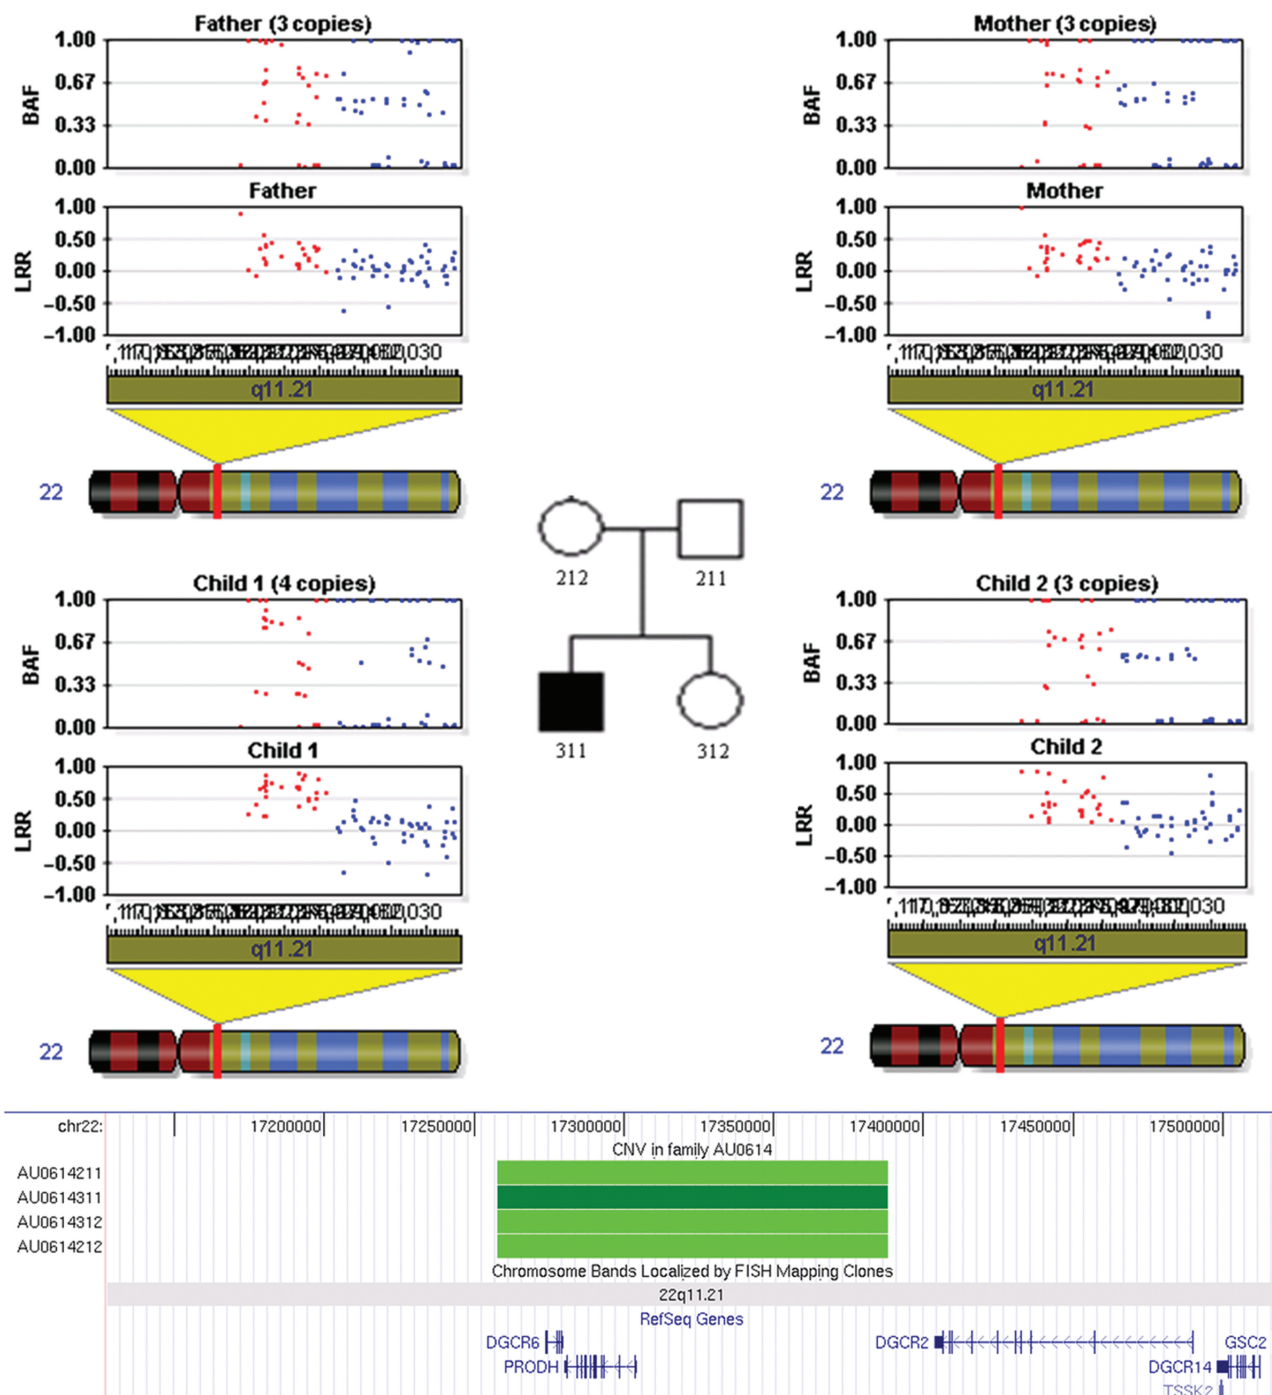 Father (3 copies)
Mother (3 copies)
1.00
0.67
0.33
0.00
BAF
1.00
0.67
0.33
0.00
BAF
Father
Mother
1.00
0.50
0.00
−0.50
−1.00
LRR
1.00
0.50
0.00
−0.50
−1.00
LRR
q11.21
q11.21
22
22
212
211
311
312
Child 1 (4 copies)
Child 2 (3 copies)
1.00
0.67
0.33
0.00
BAF
1.00
0.67
0.33
0.00
BAF
Child 1
Child 2
1.00
0.50
0.00
−0.50
−1.00
LRR
1.00
0.50
0.00
−0.50
−1.00
LRR
q11.21
q11.21
22
22
chr22: 17200000 17250000 17300000 17350000 17400000 17450000 17500000
CNV in family AU0614
AU0614211
AU0614311
AU0614312
AU0614212
Chromosome Bands Localized by FISH Mapping Clones
22q11.21
RefSeq Genes
DGCR6 DGCR2 GSC2
PRODH DGCR14
TSSK2